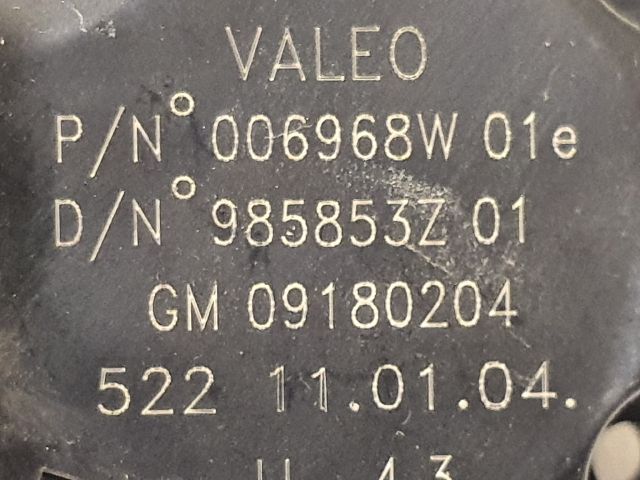 VALEO
P/N° 006968W 01e
D/N° 985853Z 01
GM 09180204
522 11.01.04.